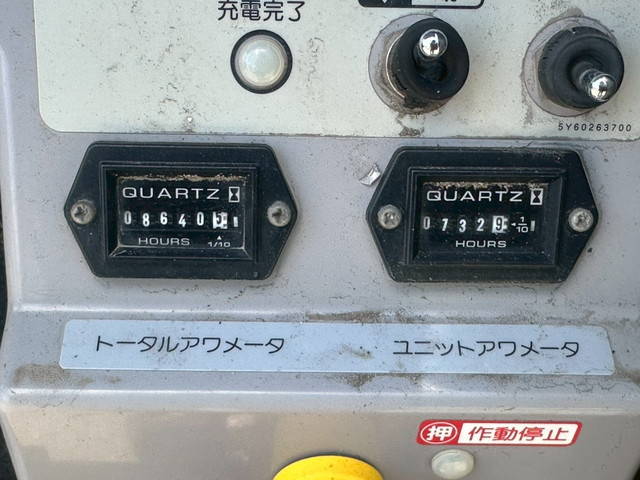 充電完了
5Y60263700
QUARTZ
08640
HOURS 1/10
QUARTZ
07329 1/10
HOURS
トータルアワメータ
ユニットアワメータ
押 作動停止